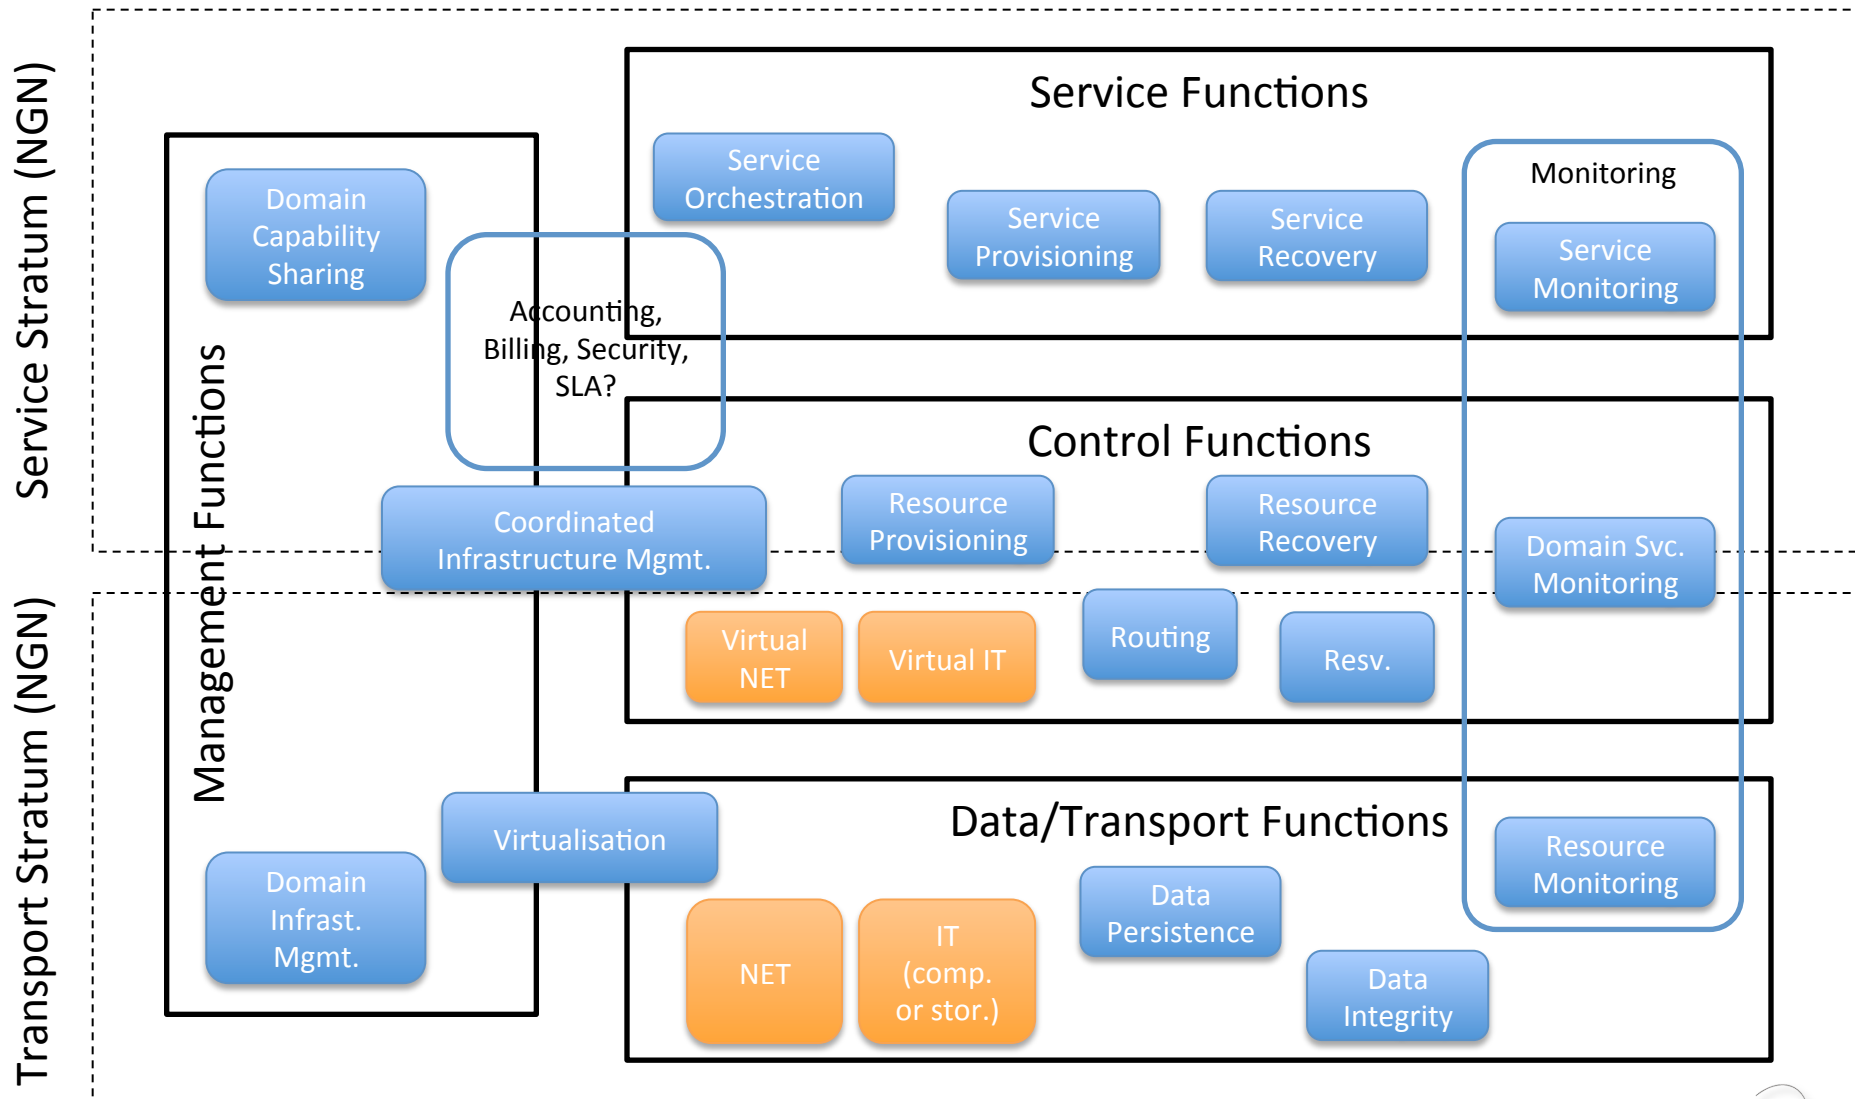 Service Stratum (NGN)
Transport Stratum (NGN)
Management Functions
Domain
Capability
Sharing
Accounting,
Billing, Security,
SLA?
Coordinated
Infrastructure Mgmt.
Virtualisation
Domain
Infrast.
Mgmt.
Service Functions
Service
Orchestration
Service
Provisioning
Service
Recovery
Monitoring
Service
Monitoring
Control Functions
Resource
Provisioning
Resource
Recovery
Domain Svc.
Monitoring
Virtual
NET
Virtual IT
Routing
Resv.
Data/Transport Functions
Resource
Monitoring
NET
IT
(comp.
or stor.)
Data
Persistence
Data
Integrity